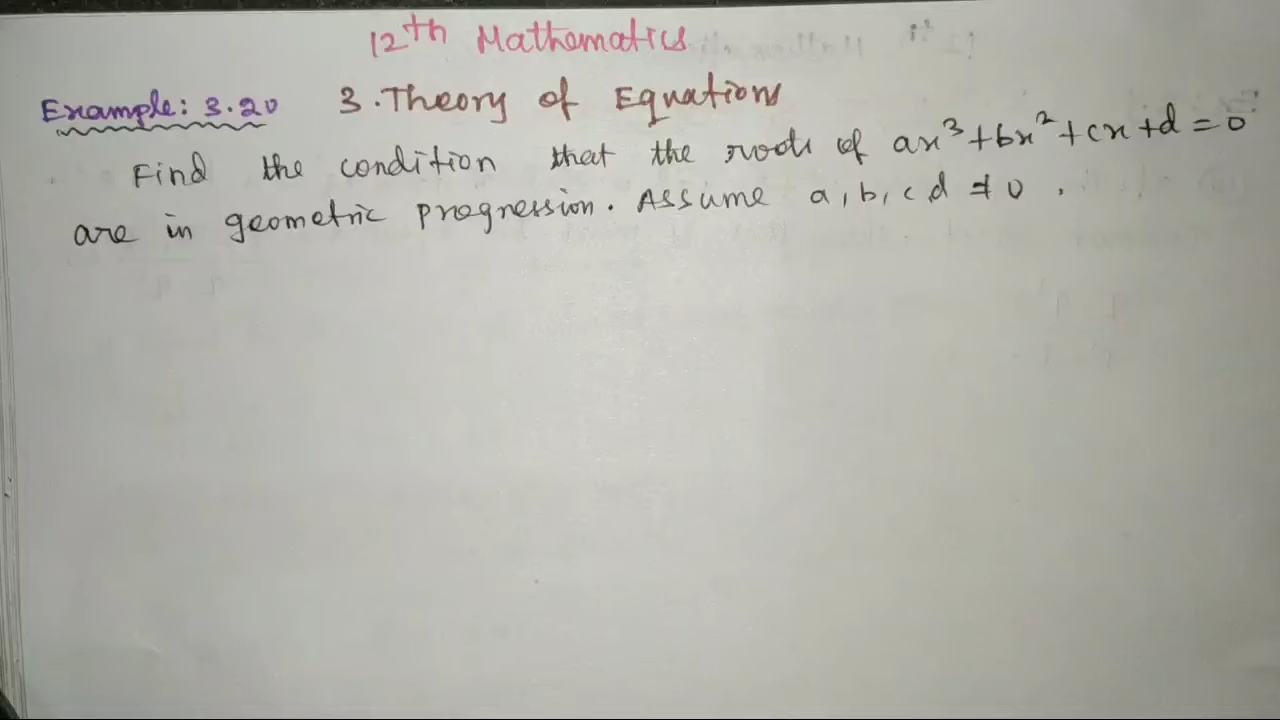 12th Mathematics
Example: 3.20 3. Theory of Equations
Find the condition that the roots of ax³+bx²+cx+d=0
are in geometric progression. Assume a, b, c, d ≠ 0.